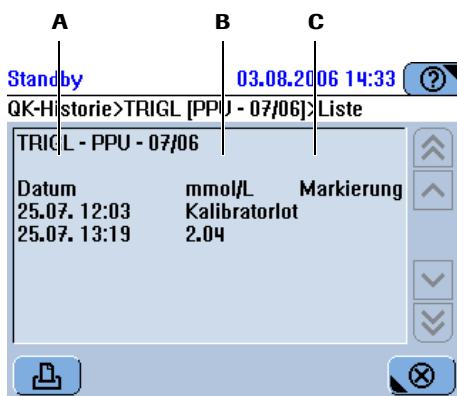 A B C
Standby 03.08.2006 14:33 ?
QK-Historie>TRIGL [PPU - 07/06]>Liste
TRIGL - PPU - 07/06
Datum mmol/L Markierung
25.07. 12:03 Kalibratorlot
25.07. 13:19 2.04